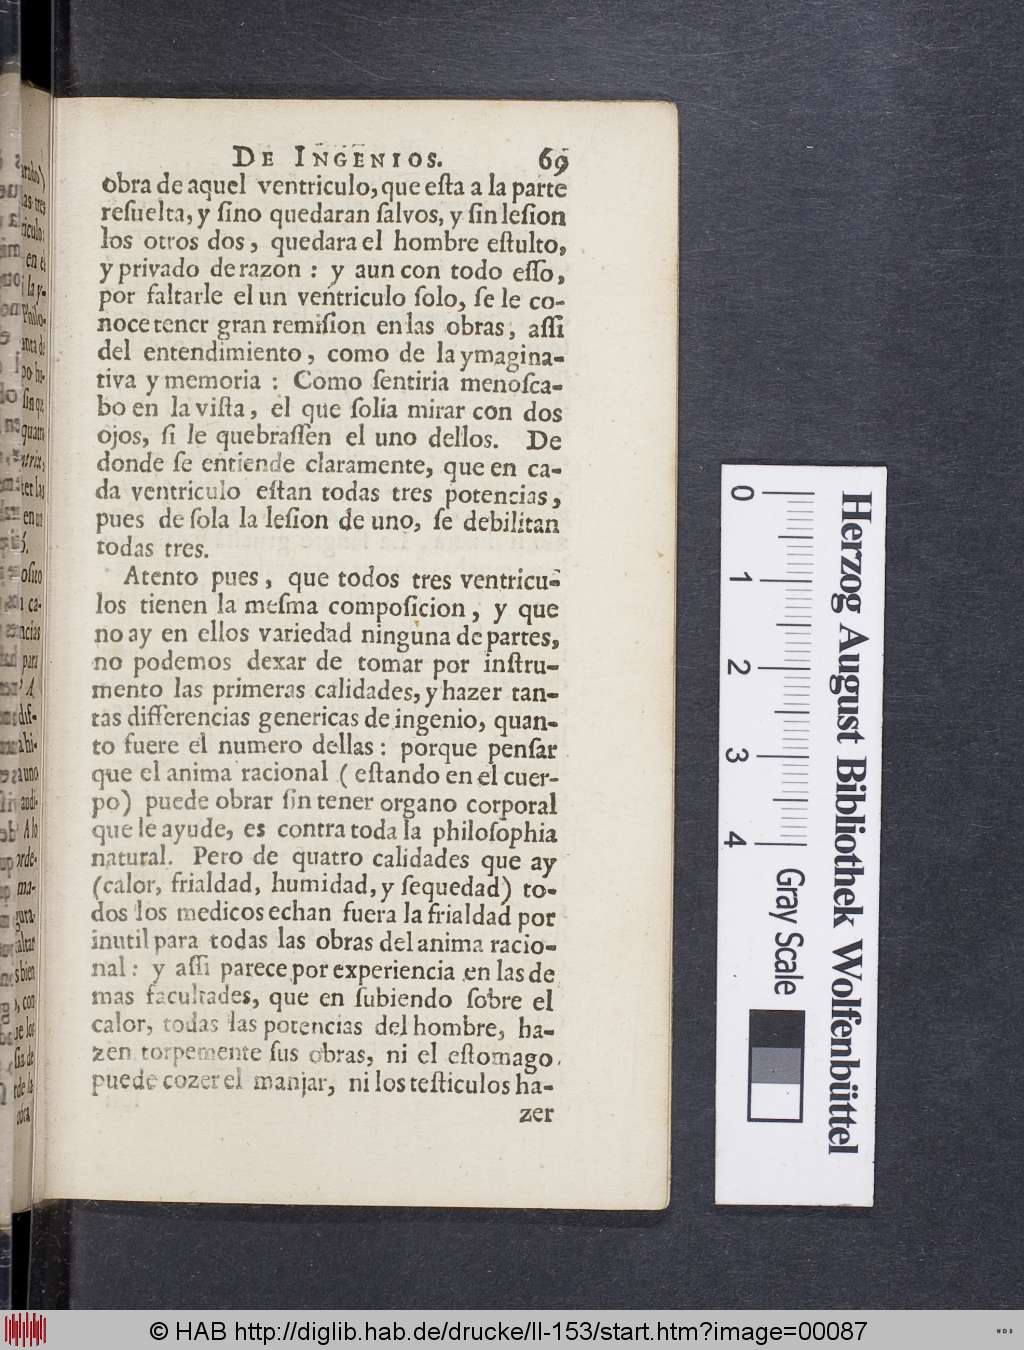 DE INGENIOS. 69
obra de aquel ventriculo, que eſta a la parte
reſuelta, y ſino quedaran ſalvos, y ſin leſion
los otros dos, quedara el hombre eſtulto,
y privado de razon : y aun con todo eſſo,
por faltarle el un ventriculo ſolo, ſe le co-
noce tener gran remiſion en las obras, aſſi
del entendimiento, como de la ymagina-
tiva y memoria : Como ſentiria menoſca-
bo en la viſta, el que ſolia mirar con dos
ojos, ſi le quebraſſen el uno dellos. De
donde ſe entiende claramente, que en ca-
da ventriculo eſtan todas tres potencias,
pues de ſola la leſion de uno, ſe debilitan
todas tres.
Atento pues, que todos tres ventricu-
los tienen la meſma compoſicion, y que
no ay en ellos variedad ninguna de partes,
no podemos dexar de tomar por inſtru-
mento las primeras calidades, y hazer tan-
tas differencias genericas de ingenio, quan-
to fuere el numero dellas : porque penſar
que el anima racional (eſtando en el cuer-
po) puede obrar ſin tener organo corporal
que le ayude, es contra toda la philoſophia
natural. Pero de quatro calidades que ay
(calor, frialdad, humidad, y ſequedad) to-
dos los medicos echan fuera la frialdad por
inutil para todas las obras del anima racio-
nal : y aſſi parece por experiencia en las de
mas facultades, que en ſubiendo ſobre el
calor, todas las potencias del hombre, ha-
zen torpemente ſus obras, ni el eſtomago
puede cozer el manjar, ni los teſticulos ha-
zer
0 1 2 3 4
Gray Scale
Herzog August Bibliothek Wolfenbüttel
© HAB http://diglib.hab.de/drucke/ll-153/start.htm?image=00087